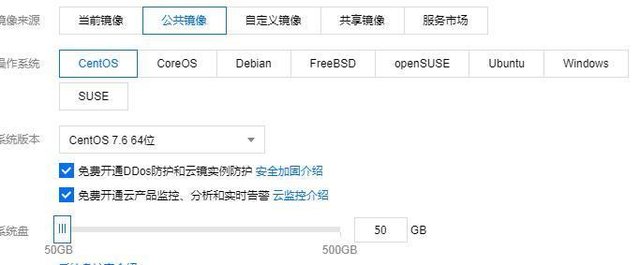 镜像来源 当前镜像 公共镜像 自定义镜像 共享镜像 服务市场
操作系统 CentOS CoreOS Debian FreeBSD openSUSE Ubuntu Windows
SUSE
系统版本 CentOS 7.6 64位
免费开通DDos防护和云镜实例防护 安全加固介绍
免费开通云产品监控、分析和实时告警 云监控介绍
系统盘 50 GB
50GB 500GB